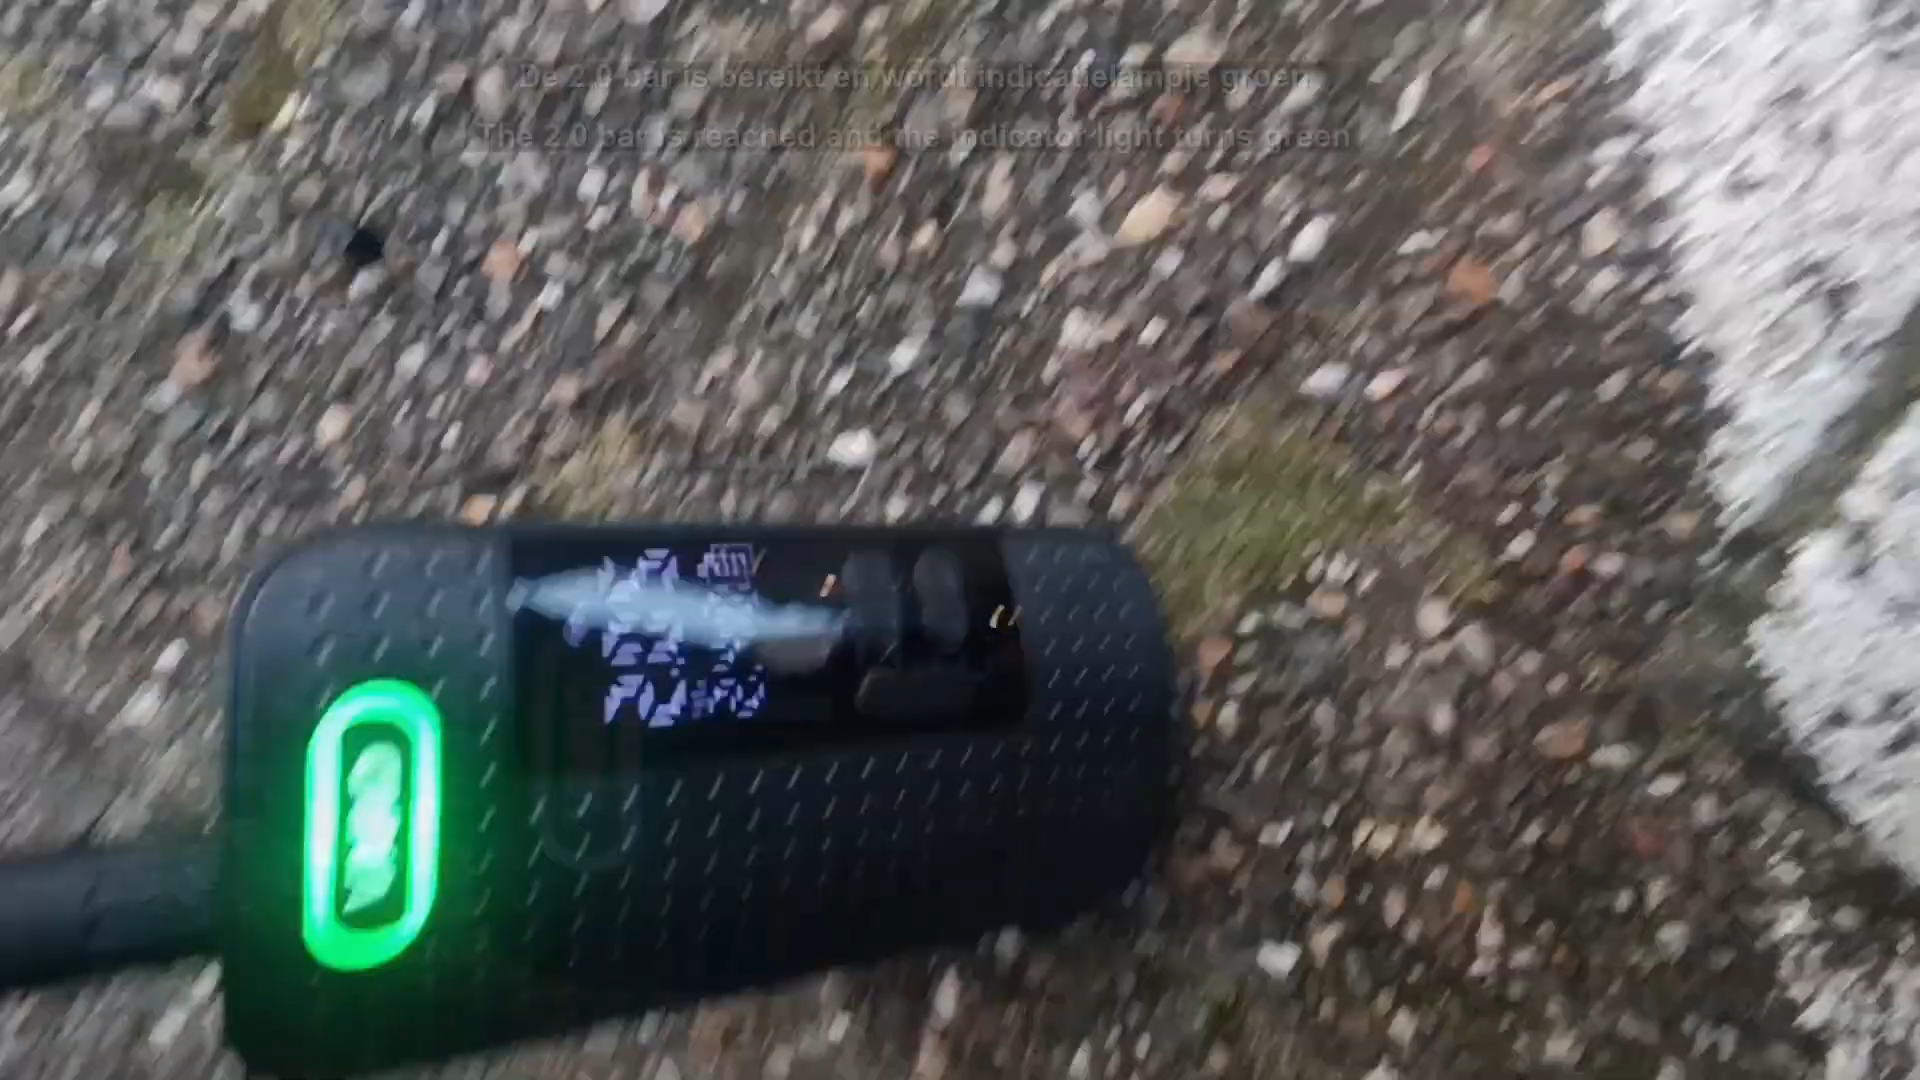 De 2.0 bar is bereikt en wordt indicatielampje groen
The 2.0 bar is reached and the indicator light turns green